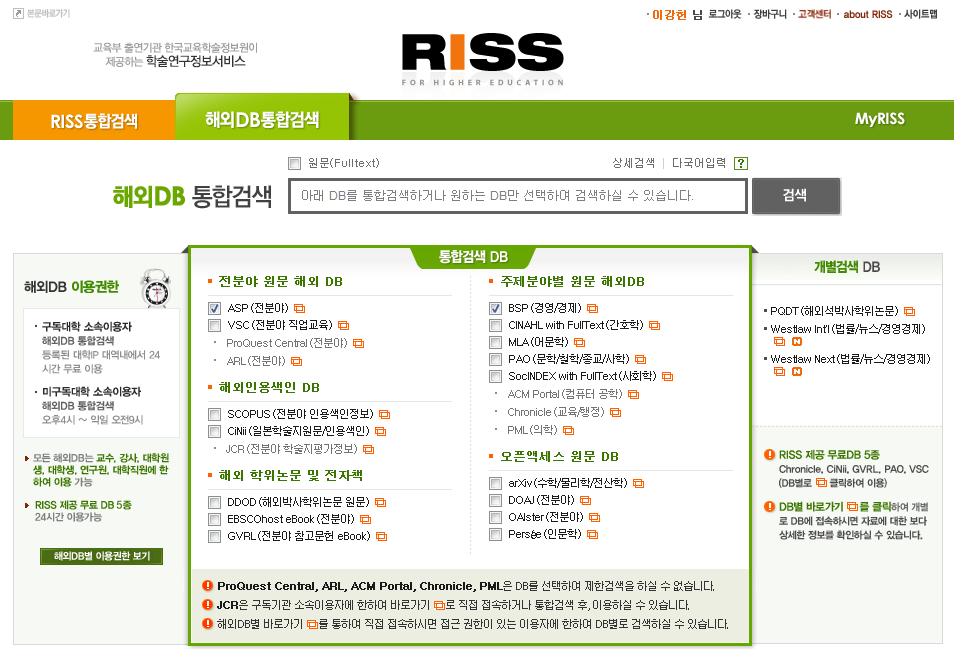 본문바로가기
· 이강헌 님 로그아웃 · 장바구니 · 고객센터 · about RISS · 사이트맵
교육부 출연기관 한국교육학술정보원이
제공하는 학술연구정보서비스
RISS
FOR HIGHER EDUCATION
RISS통합검색
해외DB통합검색
MyRISS
원문(Fulltext)
상세검색 | 다국어입력 ?
해외DB 통합검색
아래 DB를 통합검색하거나 원하는 DB만 선택하여 검색하실 수 있습니다.
검색
해외DB 이용권한
· 구독대학 소속이용자
해외DB 통합검색
등록된 대학IP 대역내에서 24
시간 무료 이용
· 미구독대학 소속이용자
해외DB 통합검색
오후4시 ~ 익일 오전9시
모든 해외DB는 교수, 강사, 대학원
생, 대학생, 연구원, 대학직원에 한
하여 이용 가능
RISS 제공 무료 DB 5종
24시간 이용가능
해외DB별 이용권한 보기
통합검색 DB
전분야 원문 해외 DB
ASP (전분야)
VSC (전분야 직업교육)
· ProQuest Central (전분야)
· ARL (전분야)
해외인용색인 DB
SCOPUS (전분야 인용색인정보)
CiNii (일본학술지원문/인용색인)
· JCR (전분야 학술지평가정보)
해외 학위논문 및 전자책
DDOD (해외박사학위논문 원문)
EBSCOhost eBook (전분야)
GVRL (전분야 참고문헌 eBook)
주제분야별 원문 해외DB
BSP (경영/경제)
CINAHL with FullText (간호학)
MLA (어문학)
PAO (문학/철학/종교/사학)
SocINDEX with FullText (사회학)
· ACM Portal (컴퓨터 공학)
· Chronicle (교육/행정)
· PML (의학)
오픈액세스 원문 DB
arXiv (수학/물리학/전산학)
DOAJ (전분야)
OAIster (전분야)
Persée (인문학)
ProQuest Central, ARL, ACM Portal, Chronicle, PML은 DB를 선택하여 제한검색을 하실 수 없습니다.
JCR은 구독기관 소속이용자에 한하여 바로가기 로 직접 접속하거나 통합검색 후, 이용하실 수 있습니다.
해외DB별 바로가기 를 통하여 직접 접속하시면 접근 권한이 있는 이용자에 한하여 DB별로 검색하실 수 있습니다.
개별검색 DB
• PQDT (해외석박사학위논문)
• Westlaw Int'l (법률/뉴스/경영경제)
N
• Westlaw Next (법률/뉴스/경영경제)
N
RISS 제공 무료DB 5종
Chronicle, CiNii, GVRL, PAO, VSC
(DB별로 클릭하여 이용)
DB별 바로가기 를 클릭하여 개별
로 DB에 접속하시면 자료에 대한 보다
상세한 정보를 확인하실 수 있습니다.